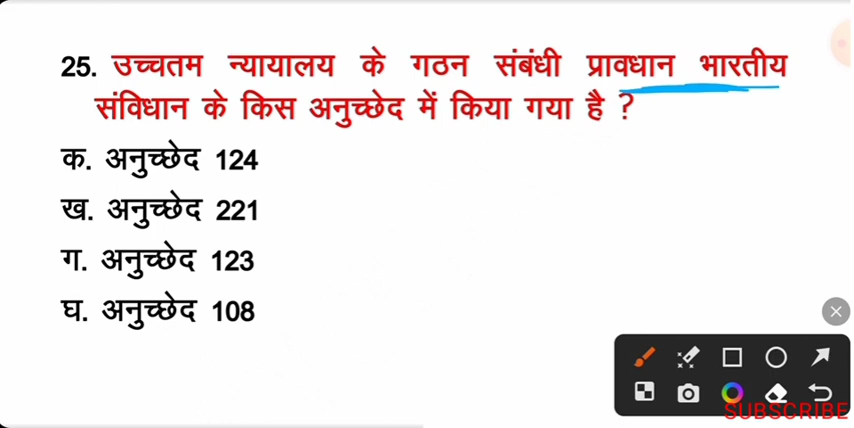 25. उच्चतम न्यायालय के गठन संबंधी प्रावधान भारतीय
संविधान के किस अनुच्छेद में किया गया है ?
क. अनुच्छेद 124
ख. अनुच्छेद 221
ग. अनुच्छेद 123
घ. अनुच्छेद 108
SUBSCRIBE